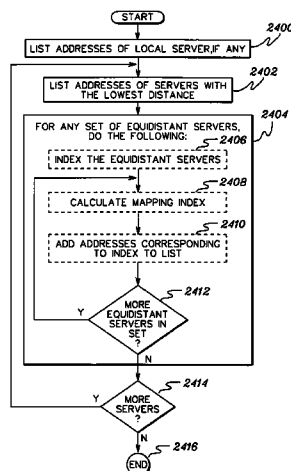 START
2400
LIST ADDRESSES OF LOCAL SERVER, IF ANY
2402
LIST ADDRESSES OF SERVERS WITH
THE LOWEST DISTANCE
2404
FOR ANY SET OF EQUIDISTANT SERVERS,
DO THE FOLLOWING:
2406
INDEX THE EQUIDISTANT SERVERS
2408
CALCULATE MAPPING INDEX
2410
ADD ADDRESSES CORRESPONDING
TO INDEX TO LIST
2412
MORE
EQUIDISTANT
SERVERS IN
SET
?
Y
N
2414
MORE
SERVERS
?
Y
N
END
2416